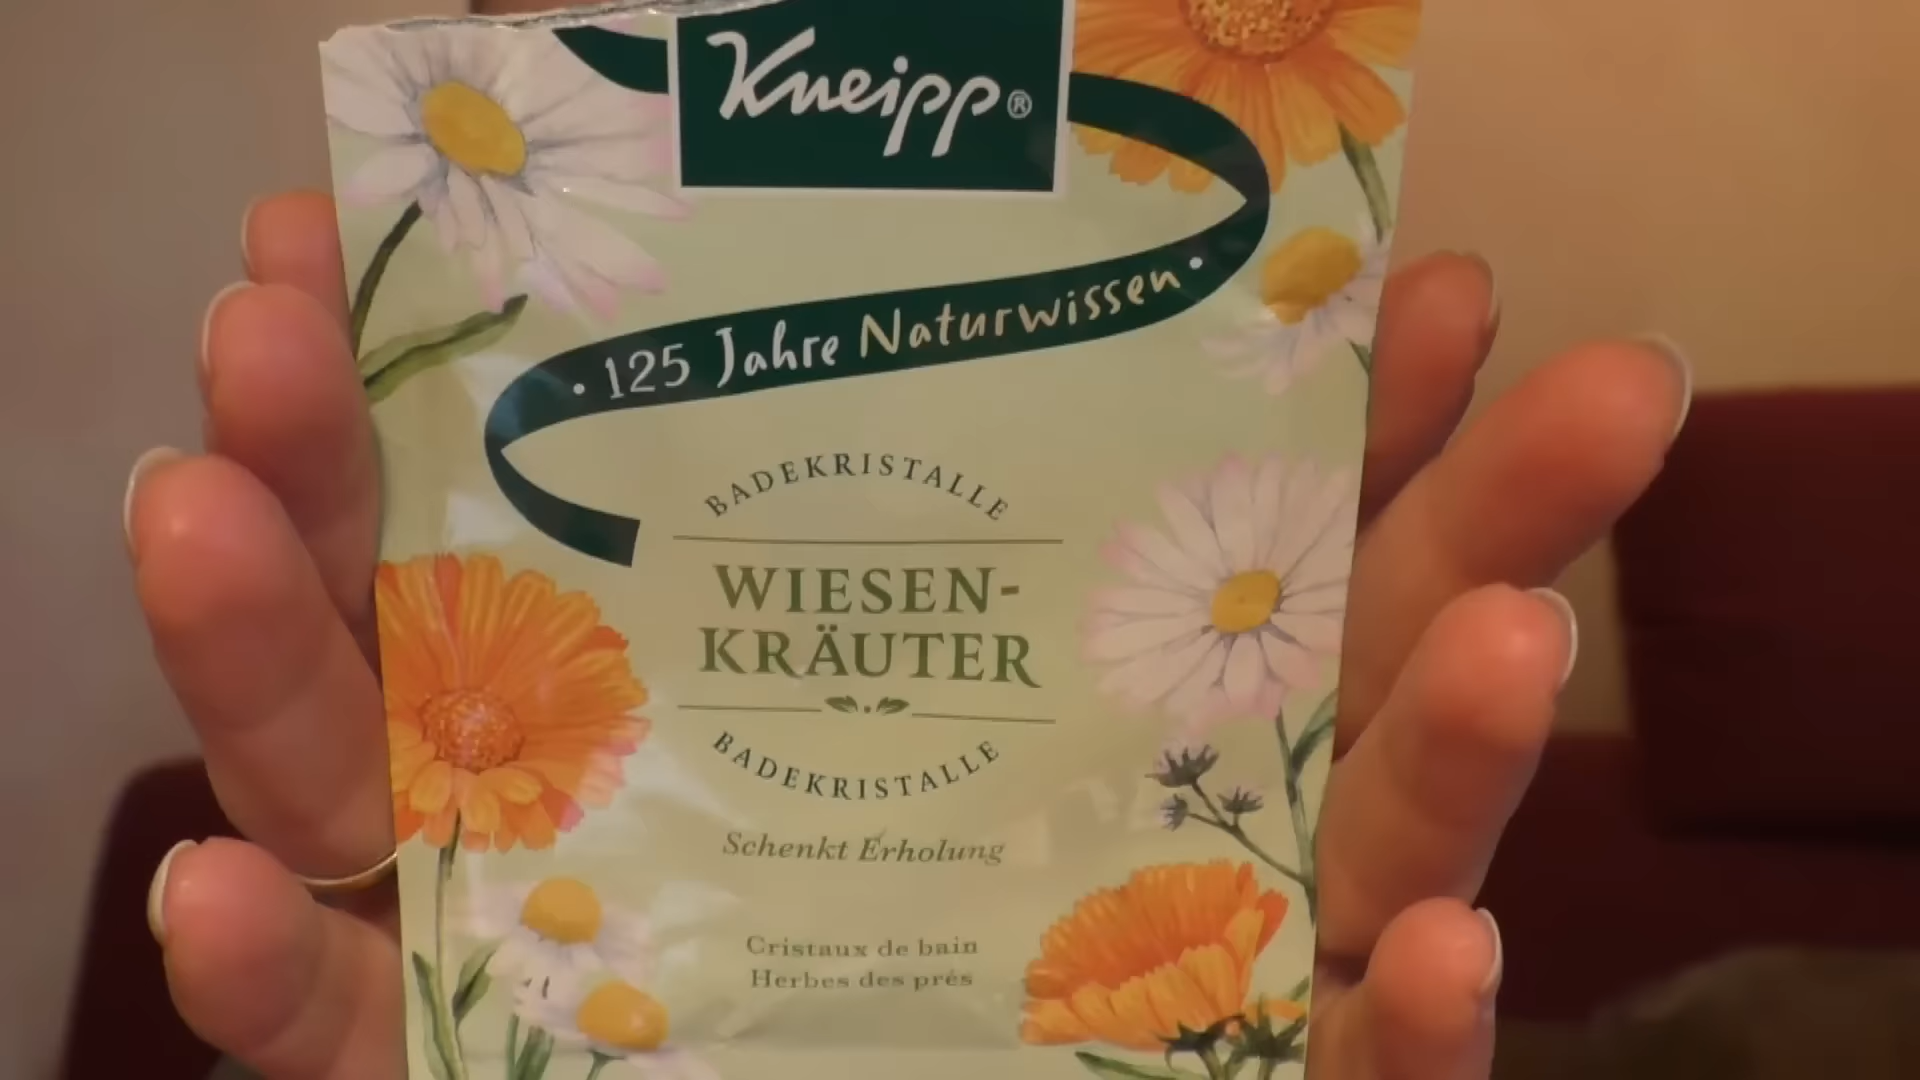 Kneipp®
· 125 Jahre Naturwissen ·
BADEKRISTALLE
WIESEN-
KRÄUTER
BADEKRISTALLE
Schenkt Erholung
Cristaux de bain
Herbes des prés